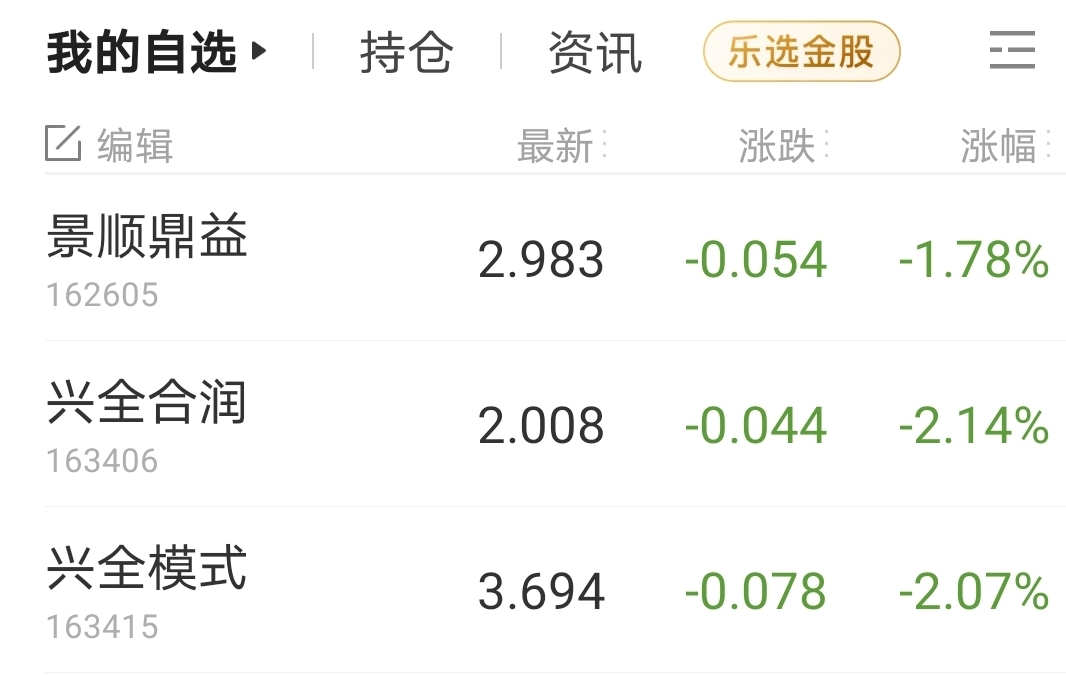 我的自选 持仓 资讯 乐选金股
编辑 最新 涨跌 涨幅
景顺鼎益
2.983 -0.054 -1.78%
162605
兴全合润
2.008 -0.044 -2.14%
163406
兴全模式
3.694 -0.078 -2.07%
163415